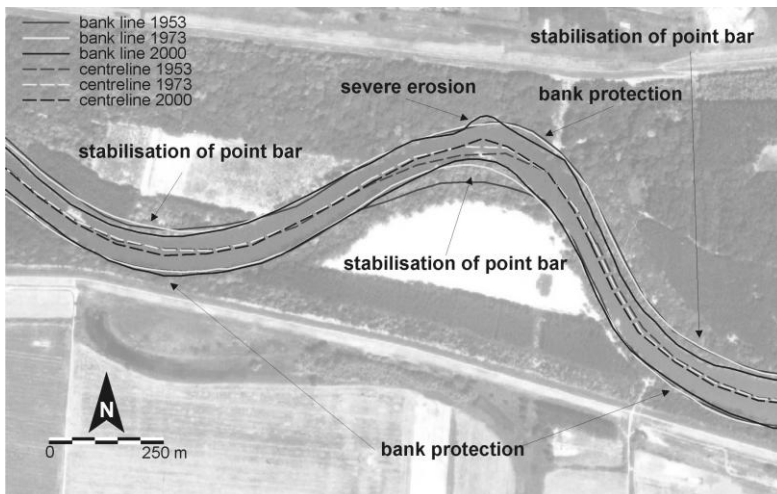 bank line 1953
bank line 1973
bank line 2000
centreline 1953
centreline 1973
centreline 2000
stabilisation of point bar
severe erosion
bank protection
stabilisation of point bar
stabilisation of point bar
N
0 250 m
bank protection